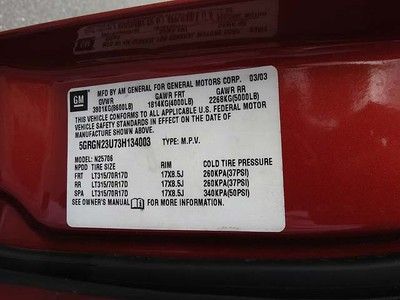 GM
MFD BY AM GENERAL FOR GENERAL MOTORS CORP. 03/03
GVWR GAWR FRT GAWR RR
3901KG(8600LB) 1814KG(4000LB) 2268KG(5000LB)
THIS VEHICLE CONFORMS TO ALL APPLICABLE U.S. FEDERAL MOTOR
VEHICLE SAFETY STANDARDS IN EFFECT ON THE DATE OF
MANUFACTURE SHOWN ABOVE.
5GRGN23U73H134003 TYPE: M.P.V.
MODEL: N25706
NPDD TIRE SIZE RIM COLD TIRE PRESSURE
FRT LT315/70R17D 17X8.5J 260KPA(37PSI)
RR LT315/70R17D 17X8.5J 260KPA(37PSI)
SPA LT315/70R17D 17X8.5J 340KPA(50PSI)
SEE OWNER'S MANUAL FOR MORE INFORMATION